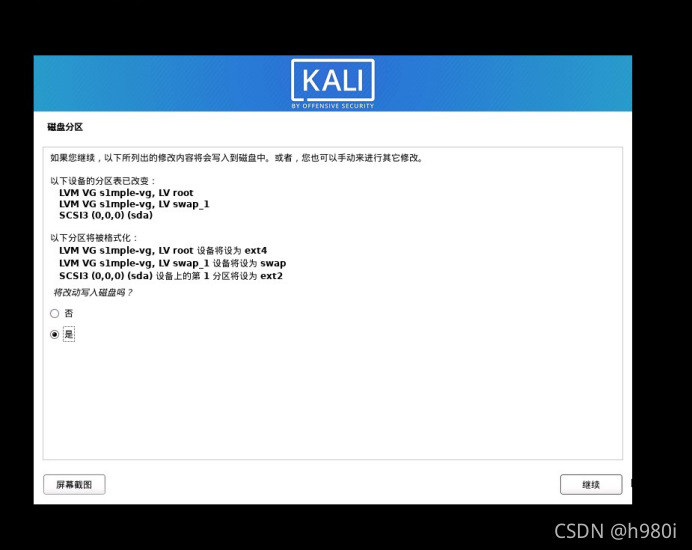 KALI
BY OFFENSIVE SECURITY
磁盘分区
如果您继续，以下所列出的修改内容将会写入到磁盘中。或者，您也可以手动来进行其它修改。
以下设备的分区表已改变：
LVM VG s1mple-vg, LV root
LVM VG s1mple-vg, LV swap_1
SCSI3 (0,0,0) (sda)
以下分区将被格式化：
LVM VG s1mple-vg, LV root 设备将设为 ext4
LVM VG s1mple-vg, LV swap_1 设备将设为 swap
SCSI3 (0,0,0) (sda) 设备上的第 1 分区将设为 ext2
将改动写入磁盘吗？
否
是
屏幕截图
继续
CSDN @h980i